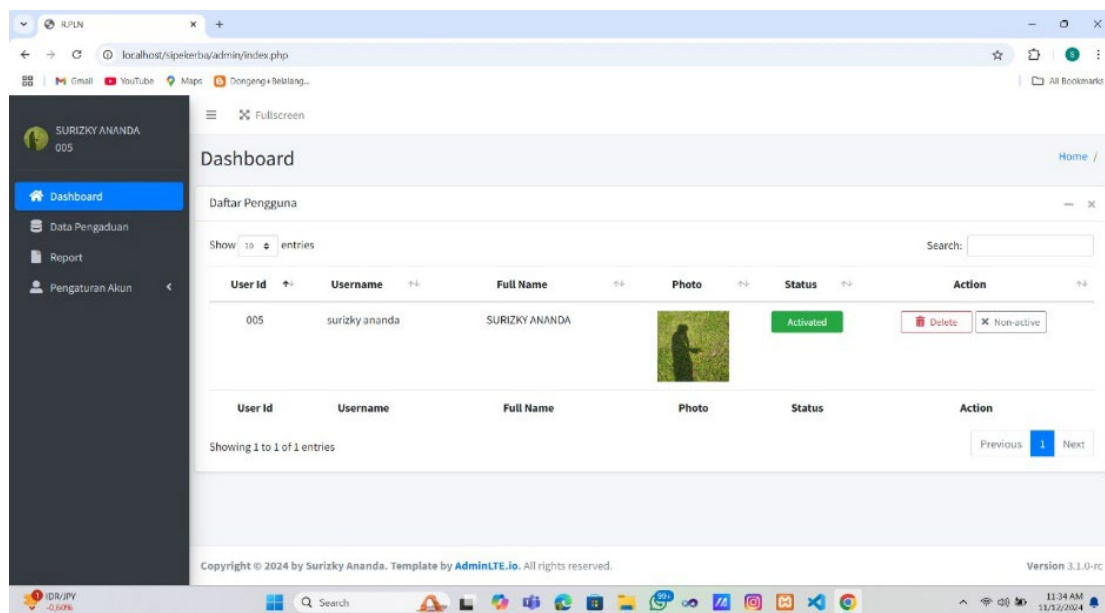 R.PLN
localhost/sipekerba/admin/index.php
Gmail YouTube Maps Dongeng+Belalang... All Bookmarks
SURIZKY ANANDA
005
Fullscreen
Dashboard
Home /
Dashboard
Data Pengaduan
Report
Pengaturan Akun
Daftar Pengguna
Show 10 entries
Search:
User Id Username Full Name Photo Status Action
005 surizky ananda SURIZKY ANANDA Activated Delete Non-active
User Id Username Full Name Photo Status Action
Showing 1 to 1 of 1 entries
Previous 1 Next
Copyright © 2024 by Surizky Ananda. Template by AdminLTE.io. All rights reserved.
Version 3.1.0-rc
IDR/JPY
-0,60%
Search
99+
11:34 AM
11/12/2024